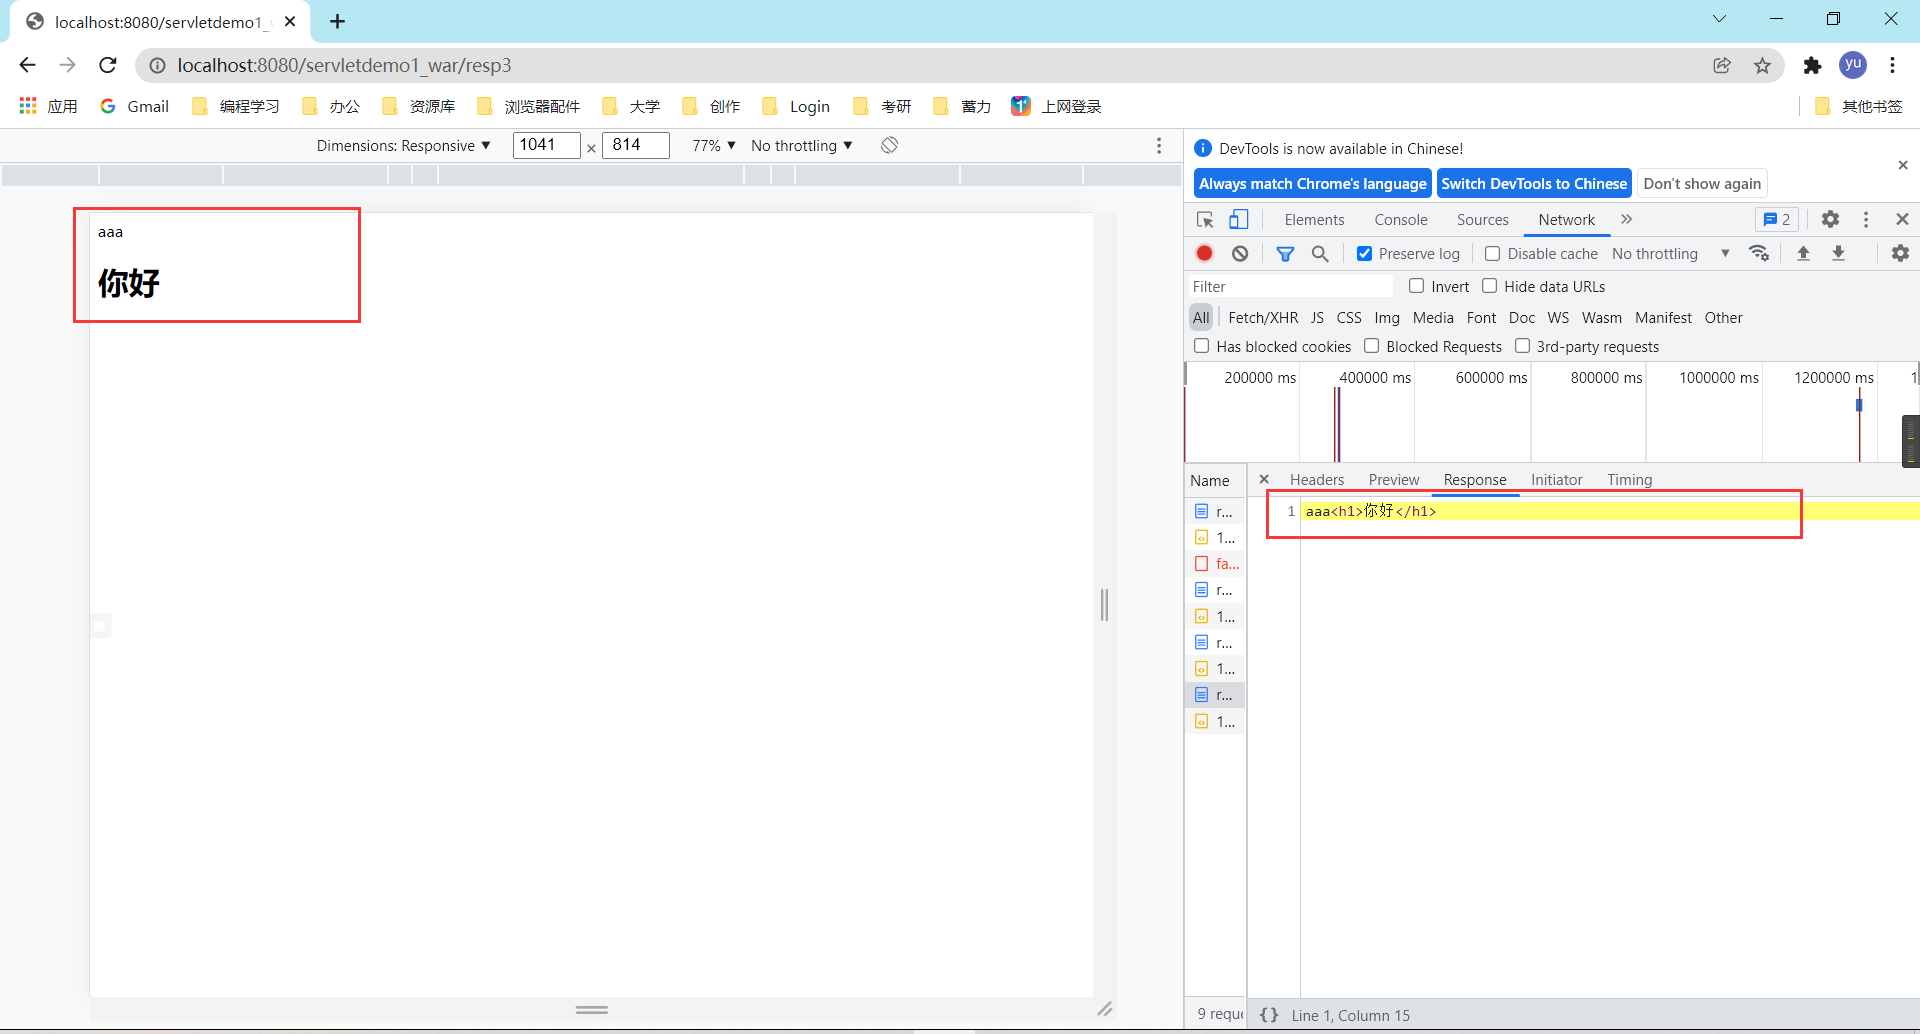 localhost:8080/servletdemo1_
localhost:8080/servletdemo1_war/resp3
yu
应用 Gmail 编程学习 办公 资源库 浏览器配件 大学 创作 Login 考研 蓄力 上网登录 其他书签
Dimensions: Responsive 1041 × 814 77% No throttling
aaa
你好
DevTools is now available in Chinese!
Always match Chrome's language Switch DevTools to Chinese Don't show again
Elements Console Sources Network 2
Preserve log Disable cache No throttling
Filter Invert Hide data URLs
All Fetch/XHR JS CSS Img Media Font Doc WS Wasm Manifest Other
Has blocked cookies Blocked Requests 3rd-party requests
200000 ms 400000 ms 600000 ms 800000 ms 1000000 ms 1200000 ms 1
Name Headers Preview Response Initiator Timing
1 aaa<h1>你好</h1>
r...
1...
fa...
r...
1...
r...
1...
r...
1...
9 reque {} Line 1, Column 15